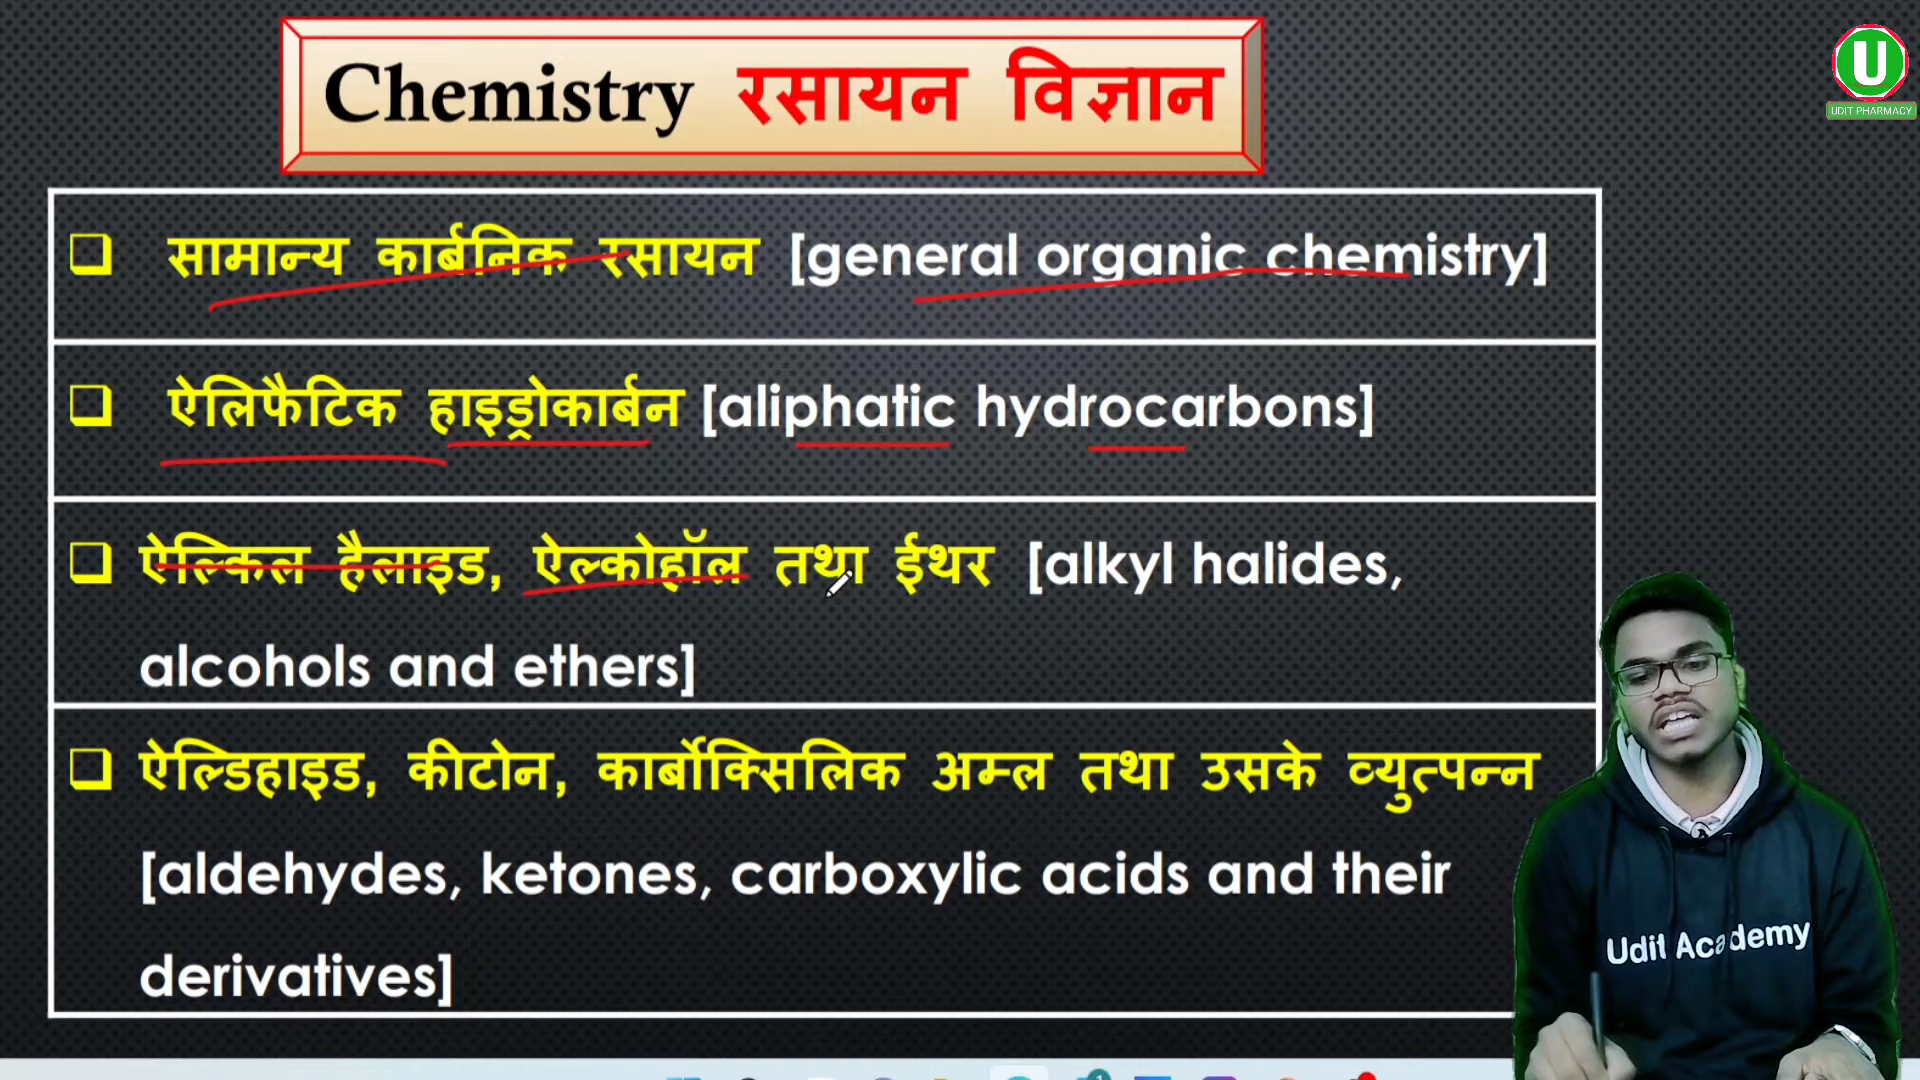 Chemistry रसायन विज्ञान
U
UDIT PHARMACY
❑ सामान्य कार्बनिक रसायन [general organic chemistry]
❑ ऐलिफैटिक हाइड्रोकार्बन [aliphatic hydrocarbons]
❑ ऐल्किल हैलाइड, ऐल्कोहॉल तथा ईथर [alkyl halides,
alcohols and ethers]
❑ ऐल्डिहाइड, कीटोन, कार्बोक्सिलिक अम्ल तथा उसके व्युत्पन्न
[aldehydes, ketones, carboxylic acids and their
derivatives]
Udit Academy